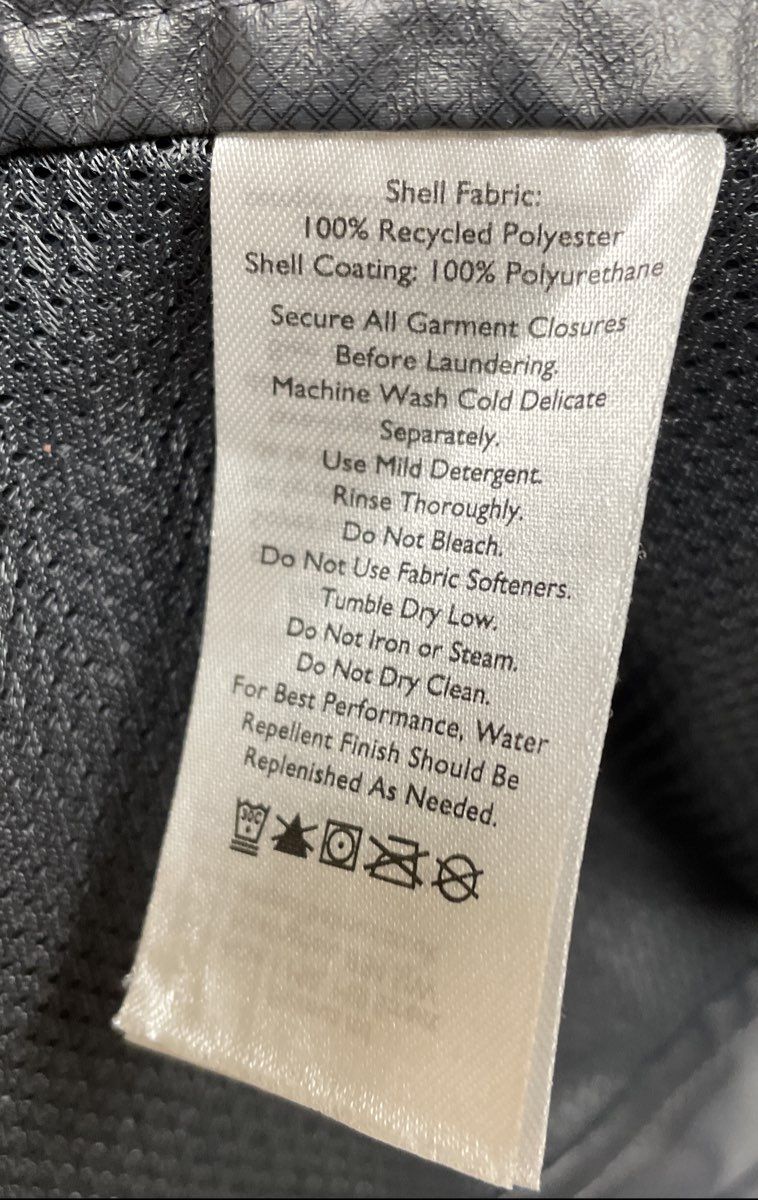 Shell Fabric:
100% Recycled Polyester
Shell Coating: 100% Polyurethane
Secure All Garment Closures
Before Laundering.
Machine Wash Cold Delicate
Separately.
Use Mild Detergent.
Rinse Thoroughly.
Do Not Bleach.
Do Not Use Fabric Softeners.
Tumble Dry Low.
Do Not Iron or Steam.
Do Not Dry Clean.
For Best Performance, Water
Repellent Finish Should Be
Replenished As Needed.
30C